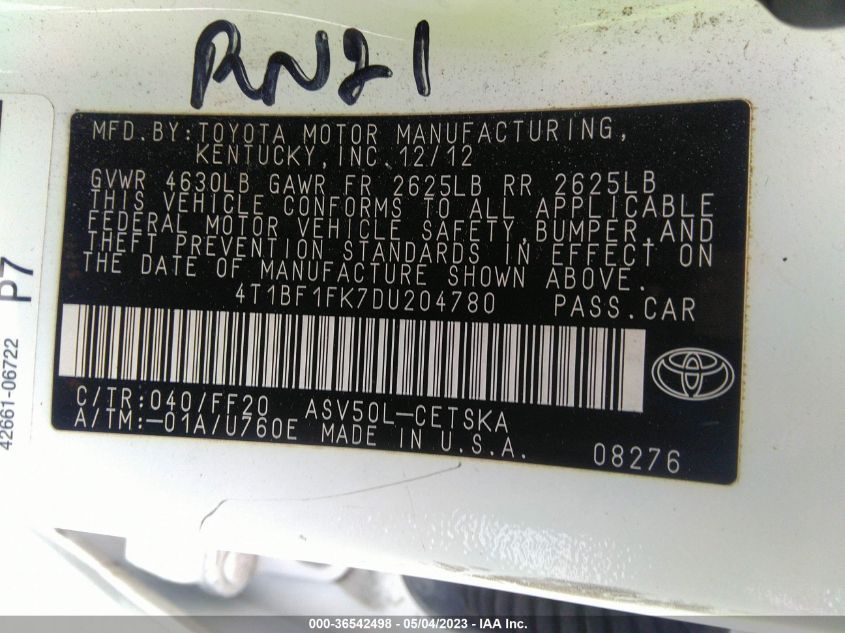 RN21
MFD. BY: TOYOTA MOTOR MANUFACTURING,
KENTUCKY, INC. 12/12
GVWR 4630LB GAWR FR 2625LB RR 2625LB
THIS VEHICLE CONFORMS TO ALL APPLICABLE
FEDERAL MOTOR VEHICLE SAFETY, BUMPER, AND
THEFT PREVENTION STANDARDS IN EFFECT ON
THE DATE OF MANUFACTURE SHOWN ABOVE.
4T1BF1FK7DU204780 PASS. CAR
C/TR: 040/FF20 ASV50L-CETSKA
A/TM: -01A/U760E MADE IN U.S.A.
08276
P7
42661-06722
000-36542498 - 05/04/2023 - IAA Inc.